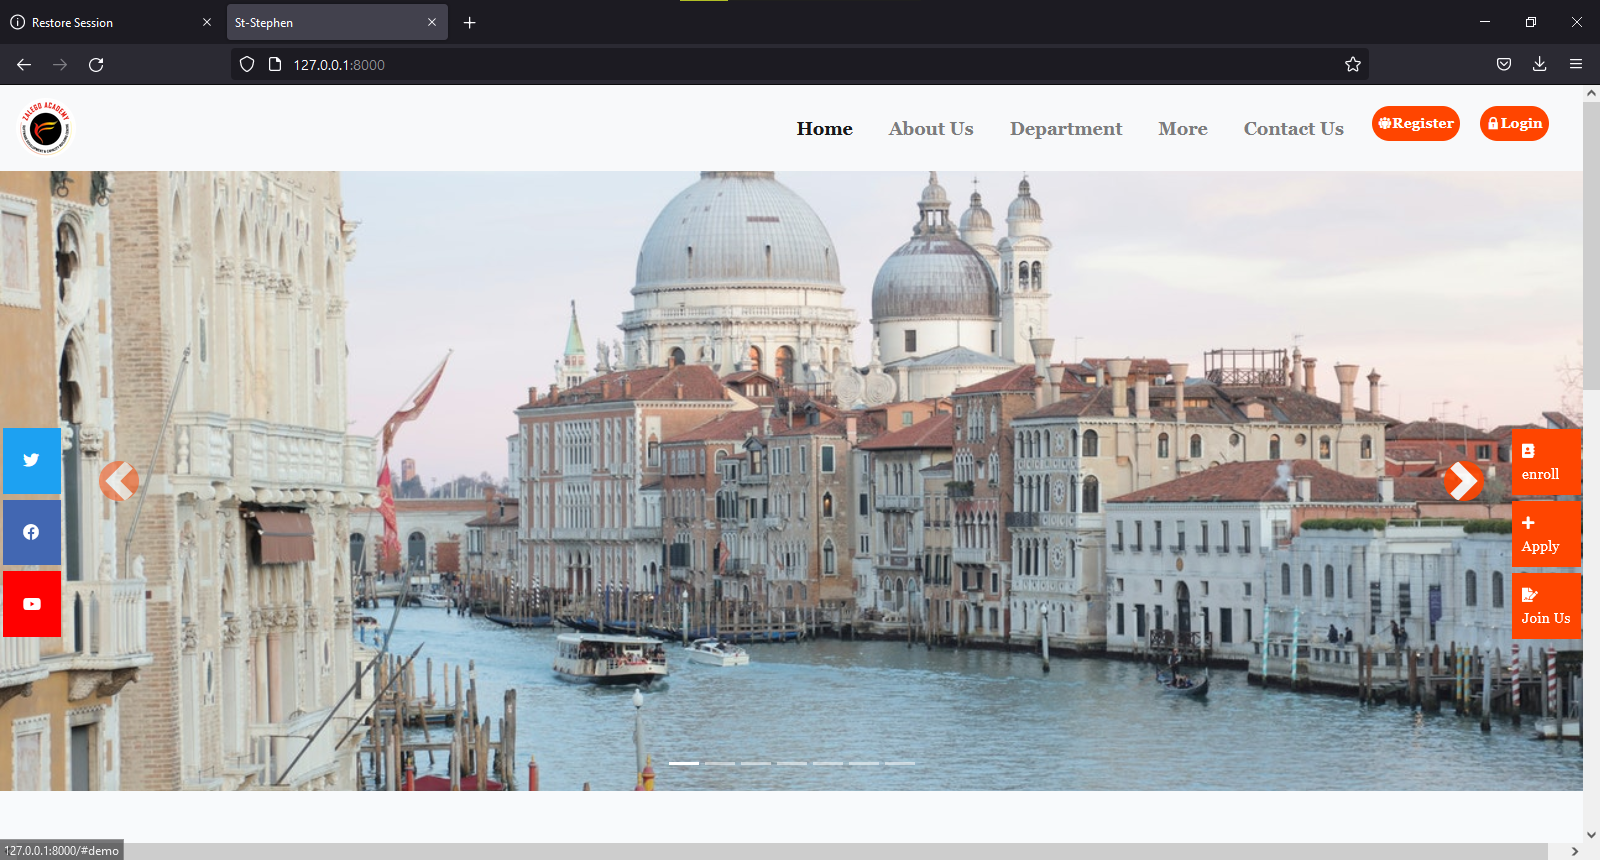 Restore Session
St-Stephen
127.0.0.1:8000
ZALEGO ACADEMY
Home
About Us
Department
More
Contact Us
Register
Login
enroll
Apply
Join Us
127.0.0.1:8000/#demo